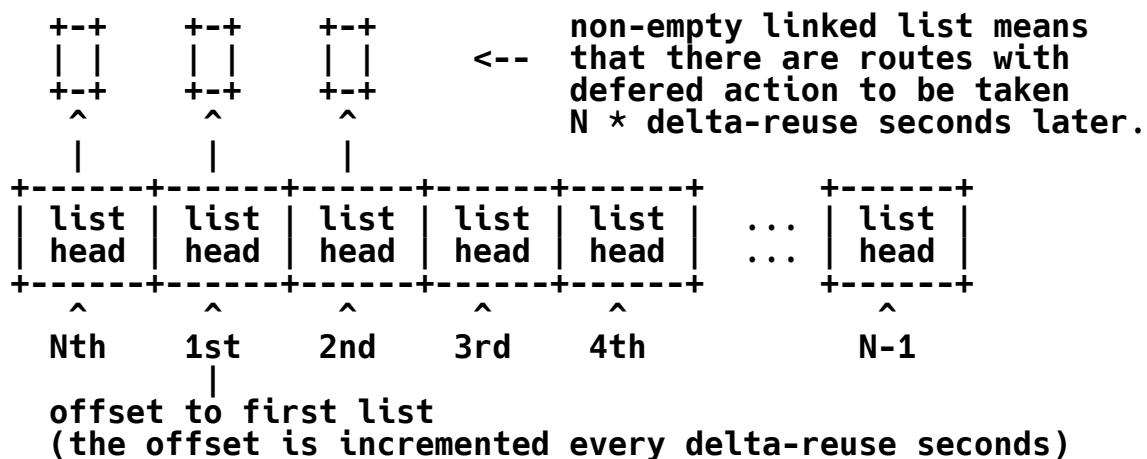 +-+     +-+     +-+          non-empty linked list means
| |     | |     | |     <--  that there are routes with
+-+     +-+     +-+          defered action to be taken
^       ^       ^           N * delta-reuse seconds later.
|       |       |
+------+------+------+------+------+      +------+
| list | list | list | list | list |  ... | list |
| head | head | head | head | head |  ... | head |
+------+------+------+------+------+      +------+
^      ^      ^      ^      ^             ^
Nth    1st    2nd    3rd    4th           N-1
|
offset to first list
(the offset is incremented every delta-reuse seconds)